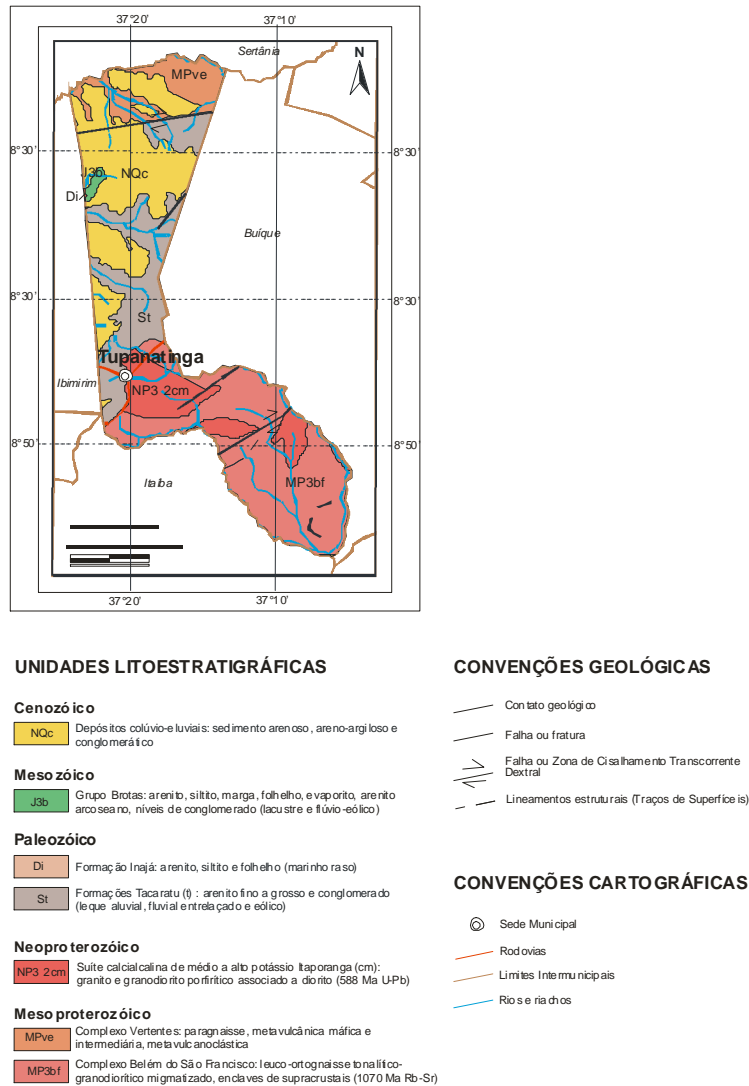 37°20'
37°10'
Sertânia
N
MPve
8°30'
8°30'
J3b
NQc
Di
Buíque
8°30'
8°30'
St
Tupanatinga
Ibimirim
NP3 2cm
8°50'
8°50'
Itaíba
MP3bf
37°20'
37°10'
UNIDADES LITOESTRATIGRÁFICAS
Cenozóico
NQc
Depósitos colúvio-eluviais: sedimento arenoso, areno-argiloso e
conglomerático
Mesozóico
J3b
Grupo Brotas: arenito, siltito, marga, folhelho, evaporito, arenito
arcoseano, níveis de conglomerado (lacustre e flúvio-eólico)
Paleozóico
Di
Formação Inajá: arenito, siltito e folhelho (marinho raso)
St
Formações Tacaratu (t) : arenito fino a grosso e conglomerado
(leque aluvial, fluvial entrelaçado e eólico)
Neoproterozóico
NP3 2cm
Suíte calcialcalina de médio a alto potássio Itaporanga (cm):
granito e granodiorito porfirítico associado a diorito (588 Ma U-Pb)
Mesoproterozóico
MPve
Complexo Vertentes: paragnaisse, metavulcânica máfica e
intermediária, metavulcanoclástica
MP3bf
Complexo Belém do São Francisco: leuco-ortognaisse tonalítico-
granodiorítico migmatizado, enclaves de supracrustais (1070 Ma Rb-Sr)
CONVENÇÕES GEOLÓGICAS
Contato geológico
Falha ou fratura
Falha ou Zona de Cisalhamento Transcorrente
Dextral
Lineamentos estruturais (Traços de Superfíceis)
CONVENÇÕES CARTOGRÁFICAS
Sede Municipal
Rodovias
Limites Intermunicipais
Rios e riachos